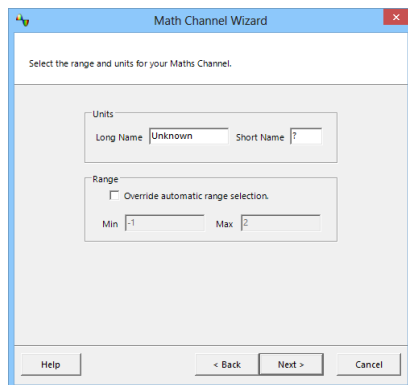 Math Channel Wizard
Select the range and units for your Maths Channel.
Units
Long Name Unknown Short Name ?
Range
Override automatic range selection.
Min -1 Max 2
Help < Back Next > Cancel